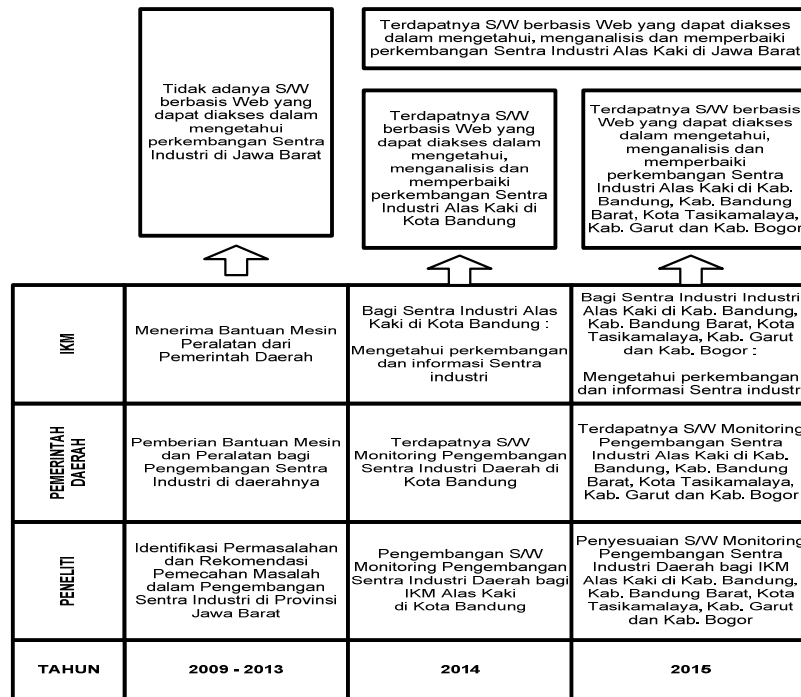 Terdapatnya S/W berbasis Web yang dapat diakses
dalam mengetahui, menganalisis dan memperbaiki
perkembangan Sentra Industri Alas Kaki di Jawa Barat
Tidak adanya S/W
berbasis Web yang
dapat diakses dalam
mengetahui
perkembangan Sentra
Industri di Jawa Barat
Terdapatnya S/W
berbasis Web yang
dapat diakses dalam
mengetahui,
menganalisis dan
memperbaiki
perkembangan Sentra
Industri Alas Kaki di
Kota Bandung
Terdapatnya S/W berbasis
Web yang dapat diakses
dalam mengetahui,
menganalisis dan
memperbaiki
perkembangan Sentra
Industri Alas Kaki di Kab.
Bandung, Kab. Bandung
Barat, Kota Tasikamalaya,
Kab. Garut dan Kab. Bogor
IKM
Menerima Bantuan Mesin
Peralatan dari
Pemerintah Daerah
Bagi Sentra Industri Alas
Kaki di Kota Bandung :
Mengetahui perkembangan
dan informasi Sentra
industri
Bagi Sentra Industri Industri
Alas Kaki di Kab. Bandung,
Kab. Bandung Barat, Kota
Tasikamalaya, Kab. Garut
dan Kab. Bogor :
Mengetahui perkembangan
dan informasi Sentra industri
PEMERINTAH
DAERAH
Pemberian Bantuan Mesin
dan Peralatan bagi
Pengembangan Sentra
Industri di daerahnya
Terdapatnya S/W
Monitoring Pengembangan
Sentra Industri Daerah di
Kota Bandung
Terdapatnya S/W Monitoring
Pengembangan Sentra
Industri Alas Kaki di Kab.
Bandung, Kab. Bandung
Barat, Kota Tasikamalaya,
Kab. Garut dan Kab. Bogor
PENELITI
Identifikasi Permasalahan
dan Rekomendasi
Pemecahan Masalah
dalam Pengembangan
Sentra Industri di Provinsi
Jawa Barat
Pengembangan S/W
Monitoring Pengembangan
Sentra Industri Daerah bagi
IKM Alas Kaki
di Kota Bandung
Penyesuaian S/W Monitoring
Pengembangan Sentra
Industri Daerah bagi IKM
Alas Kaki di Kab. Bandung,
Kab. Bandung Barat, Kota
Tasikamalaya, Kab. Garut
dan Kab. Bogor
TAHUN
2009 - 2013
2014
2015